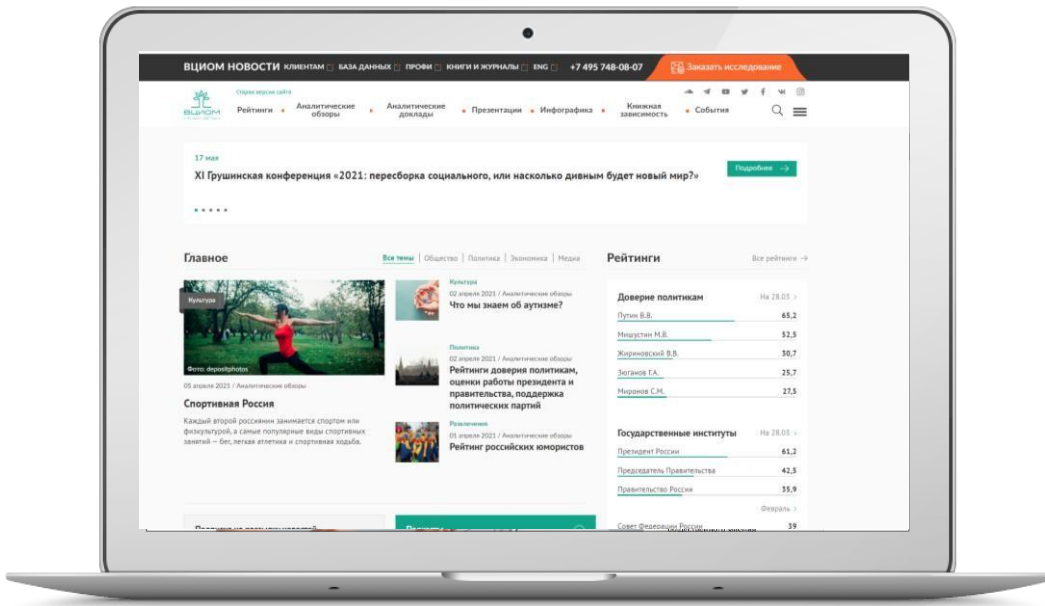 ВЦИОМ НОВОСТИ КЛИЕНТАМ БАЗА ДАННЫХ ПРОФИ КНИГИ И ЖУРНАЛЫ ENG +7 495 748-08-07 Заказать исследование
Старая версия сайта
ВЦИОМ
Рейтинги Аналитические обзоры Аналитические доклады Презентации Инфографика Книжная зависимость События
17 мая
XI Грушинская конференция «2021: пересборка социального, или насколько дивным будет новый мир?»
Подробнее →
Главное
Все темы | Общество | Политика | Экономика | Медиа
Культура
Фото: depositphotos
05 апреля 2021 / Аналитические обзоры
Спортивная Россия
Каждый второй россиянин занимается спортом или
физкультурой, а самые популярные виды спортивных
занятий — бег, легкая атлетика и спортивная ходьба.
Культура
02 апреля 2021 / Аналитические обзоры
Что мы знаем об аутизме?
Политика
02 апреля 2021 / Аналитические обзоры
Рейтинги доверия политикам,
оценки работы президента и
правительства, поддержка
политических партий
Развлечения
01 апреля 2021 / Аналитические обзоры
Рейтинг российских юмористов
Рейтинги
Все рейтинги →
Доверие политикам На 28.03 >
Путин В.В. 65,2
Мишустин М.В. 52,5
Жириновский В.В. 30,7
Зюганов Г.А. 25,7
Миронов С.М. 27,5
Государственные институты На 28.03 >
Президент России 61,2
Председатель Правительства 42,5
Правительство России 35,9
Февраль >
Совет Федерации России 39